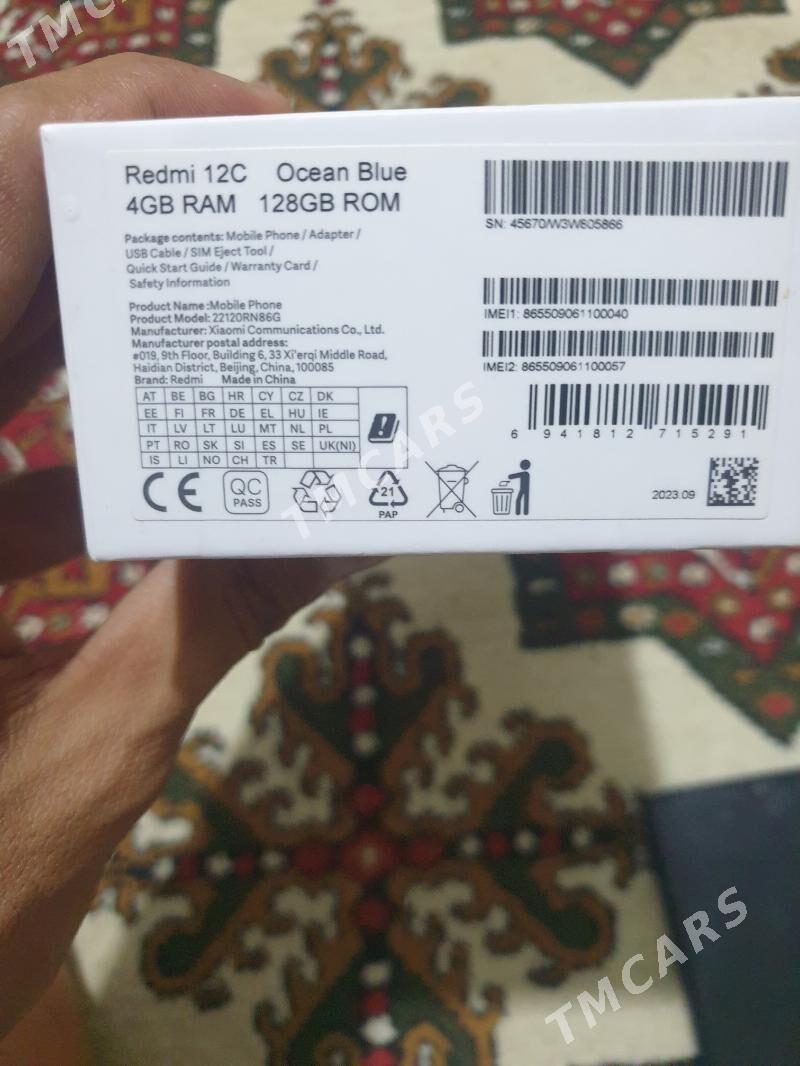 TMCARS
Redmi 12C Ocean Blue
4GB RAM 128GB ROM
Package contents: Mobile Phone / Adapter /
USB Cable / SIM Eject Tool /
Quick Start Guide / Warranty Card /
Safety Information
Product Name:Mobile Phone
Product Model: 22120RN86G
Manufacturer: Xiaomi Communications Co., Ltd.
Manufacturer postal address:
#019, 9th Floor, Building 6, 33 Xi'erqi Middle Road,
Haidian District, Beijing, China, 100085
Brand: Redmi Made in China
AT BE BG HR CY CZ DK
EE FI FR DE EL HU IE
IT LV LT LU MT NL PL
PT RO SK SI ES SE UK(NI)
IS LI NO CH TR
CE
QC
PASS
21
PAP
SN: 45670/W3W805866
IMEI1: 865509061100040
IMEI2: 865509061100057
6 941812 715291
2023.09
TMCARS
TMCARS